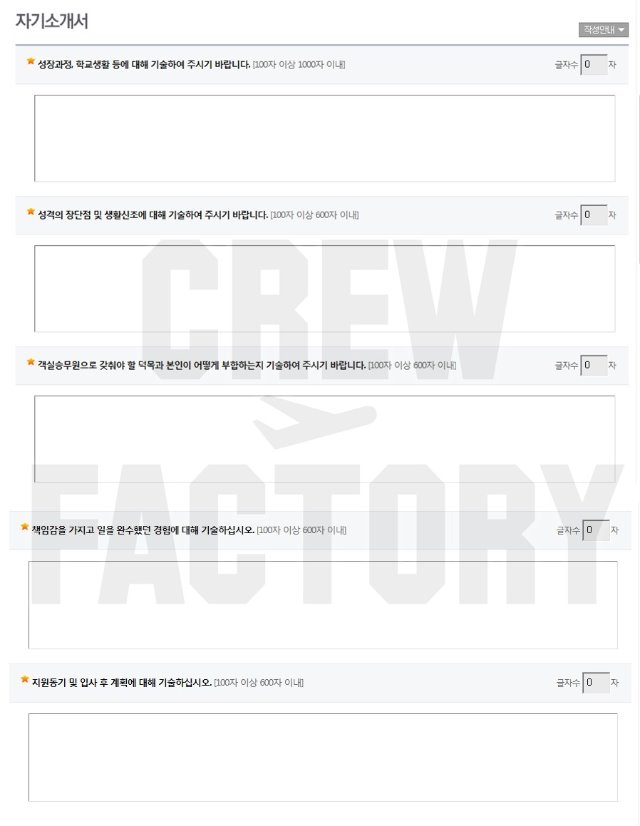 자기소개서
작성안내
성장과정, 학교생활 등에 대해 기술하여 주시기 바랍니다. [100자 이상 1000자 이내] 글자수 0 자
성격의 장단점 및 생활신조에 대해 기술하여 주시기 바랍니다. [100자 이상 600자 이내] 글자수 0 자
CREW
객실승무원으로 갖춰야 할 덕목과 본인이 어떻게 부합하는지 기술하여 주시기 바랍니다. [100자 이상 600자 이내] 글자수 0 자
FACTORY
책임감을 가지고 일을 완수했던 경험에 대해 기술하십시오. [100자 이상 600자 이내] 글자수 0 자
지원동기 및 입사 후 계획에 대해 기술하십시오. [100자 이상 600자 이내] 글자수 0 자